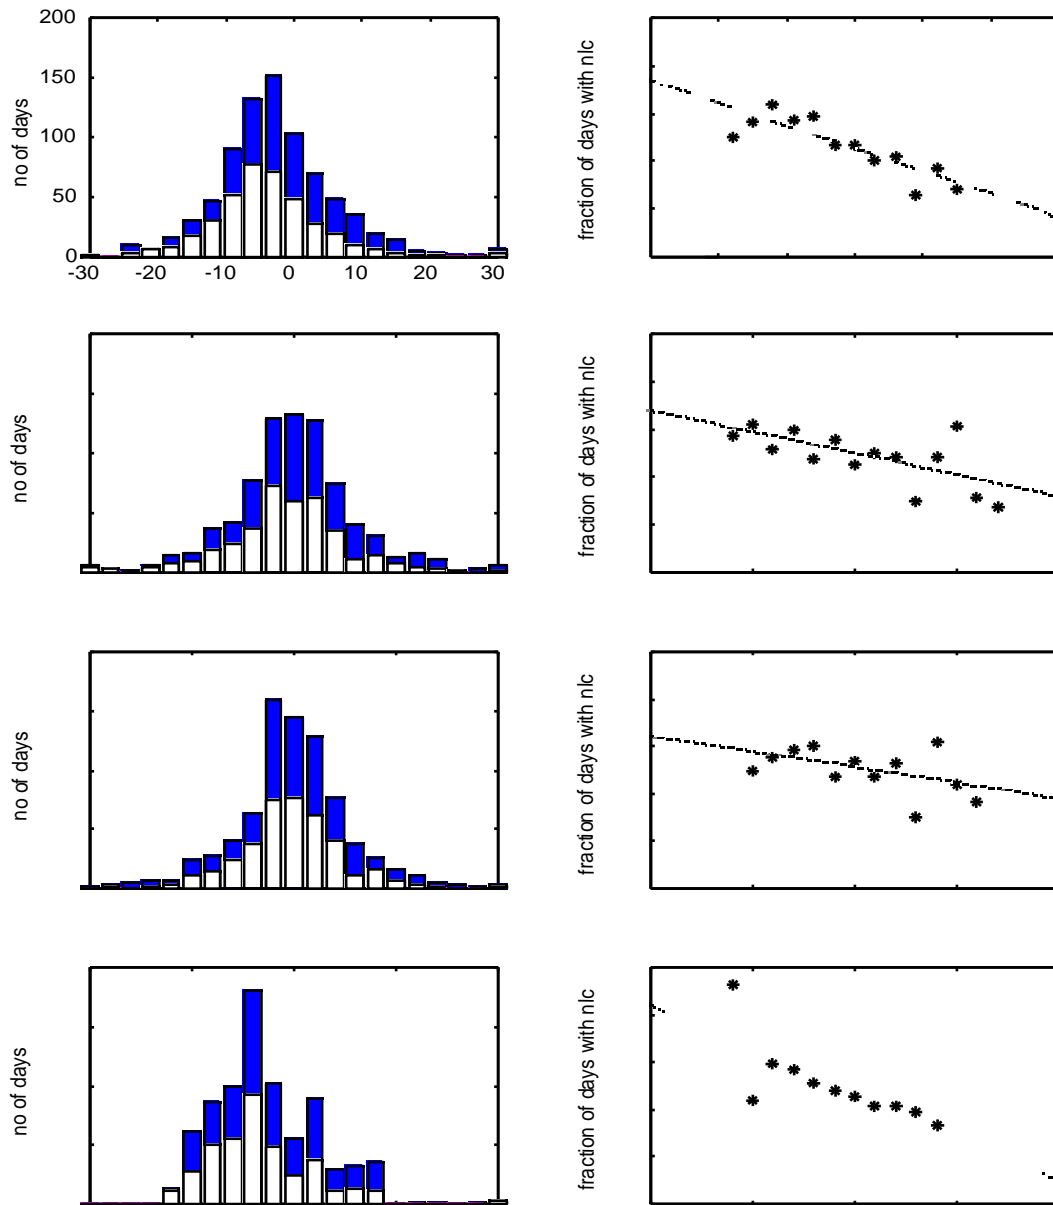 200
150
100
50
0
no of days
-30 -20 -10 0 10 20 30
fraction of days with nlc
no of days
fraction of days with nlc
no of days
fraction of days with nlc
no of days
fraction of days with nlc